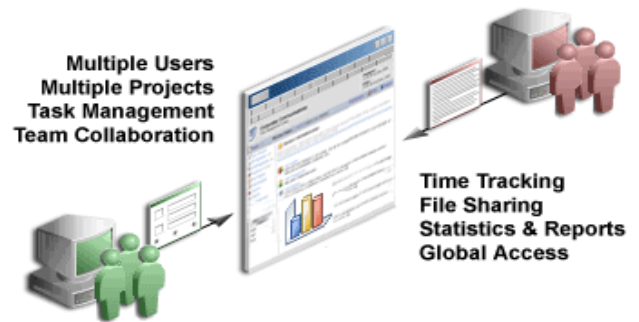 Multiple Users
Multiple Projects
Task Management
Team Collaboration
Time Tracking
File Sharing
Statistics & Reports
Global Access